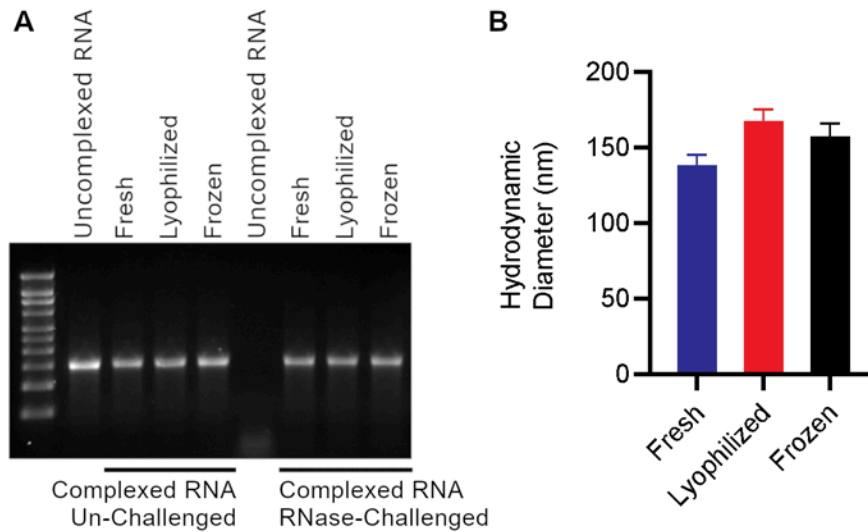 A
Uncomplexed RNA
Fresh
Lyophilized
Frozen
Uncomplexed RNA
Fresh
Lyophilized
Frozen
Complexed RNA
Un-Challenged
Complexed RNA
RNase-Challenged
B
Hydrodynamic
Diameter (nm)
200
150
100
50
0
Fresh
Lyophilized
Frozen